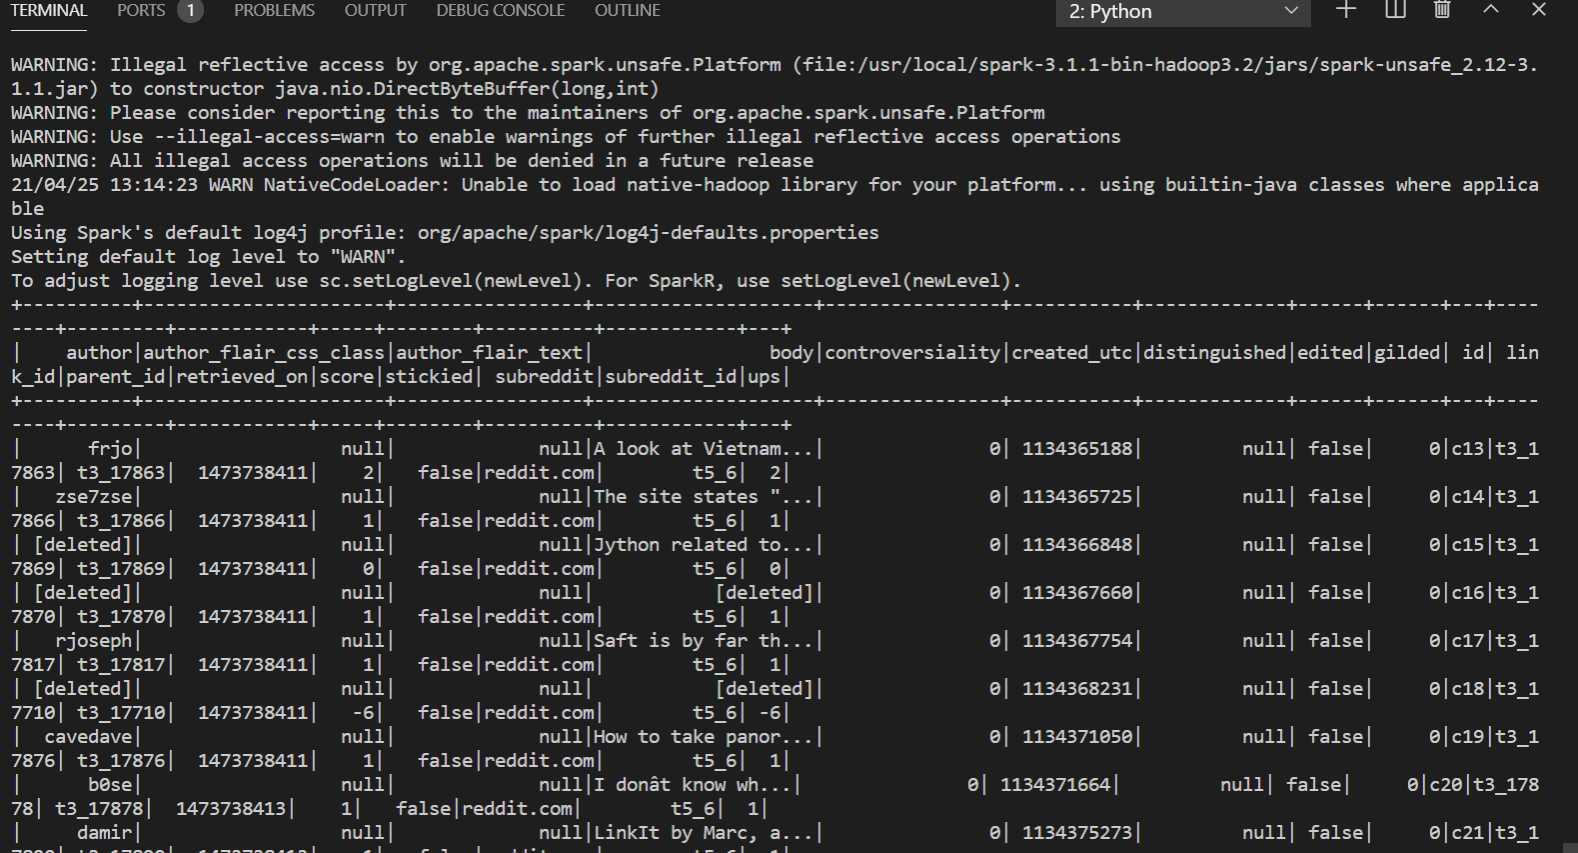 TERMINAL PORTS 1 PROBLEMS OUTPUT DEBUG CONSOLE OUTLINE 2: Python
WARNING: Illegal reflective access by org.apache.spark.unsafe.Platform (file:/usr/local/spark-3.1.1-bin-hadoop3.2/jars/spark-unsafe_2.12-3.
1.1.jar) to constructor java.nio.DirectByteBuffer(long,int)
WARNING: Please consider reporting this to the maintainers of org.apache.spark.unsafe.Platform
WARNING: Use --illegal-access=warn to enable warnings of further illegal reflective access operations
WARNING: All illegal access operations will be denied in a future release
21/04/25 13:14:23 WARN NativeCodeLoader: Unable to load native-hadoop library for your platform... using builtin-java classes where applica
ble
Using Spark's default log4j profile: org/apache/spark/log4j-defaults.properties
Setting default log level to "WARN".
To adjust logging level use sc.setLogLevel(newLevel). For SparkR, use setLogLevel(newLevel).
+----------+----------------------+-----------------+--------------------+----------------+-----------+-------------+------+------+---+----
----+---------+------------+-----+--------+----------+------------+---+
|    author|author_flair_css_class|author_flair_text|                body|controversiality|created_utc|distinguished|edited|gilded| id| lin
k_id|parent_id|retrieved_on|score|stickied| subreddit|subreddit_id|ups|
+----------+----------------------+-----------------+--------------------+----------------+-----------+-------------+------+------+---+----
----+---------+------------+-----+--------+----------+------------+---+
|      frjo|                  null|             null|A look at Vietnam...|               0| 1134365188|         null| false|     0|c13|t3_1
7863| t3_17863|  1473738411|    2|   false|reddit.com|        t5_6|  2|
|   zse7zse|                  null|             null|The site states "...|               0| 1134365725|         null| false|     0|c14|t3_1
7866| t3_17866|  1473738411|    1|   false|reddit.com|        t5_6|  1|
| [deleted]|                  null|             null|Jython related to...|               0| 1134366848|         null| false|     0|c15|t3_1
7869| t3_17869|  1473738411|    0|   false|reddit.com|        t5_6|  0|
| [deleted]|                  null|             null|           [deleted]|               0| 1134367660|         null| false|     0|c16|t3_1
7870| t3_17870|  1473738411|    1|   false|reddit.com|        t5_6|  1|
|   rjoseph|                  null|             null|Saft is by far th...|               0| 1134367754|         null| false|     0|c17|t3_1
7817| t3_17817|  1473738411|    1|   false|reddit.com|        t5_6|  1|
| [deleted]|                  null|             null|           [deleted]|               0| 1134368231|         null| false|     0|c18|t3_1
7710| t3_17710|  1473738411|   -6|   false|reddit.com|        t5_6| -6|
|  cavedave|                  null|             null|How to take panor...|               0| 1134371050|         null| false|     0|c19|t3_1
7876| t3_17876|  1473738411|    1|   false|reddit.com|        t5_6|  1|
|      b0se|                  null|             null|I donât know wh...|               0| 1134371664|         null| false|     0|c20|t3_178
78| t3_17878|  1473738413|    1|   false|reddit.com|        t5_6|  1|
|     damir|                  null|             null|LinkIt by Marc, a...|               0| 1134375273|         null| false|     0|c21|t3_1